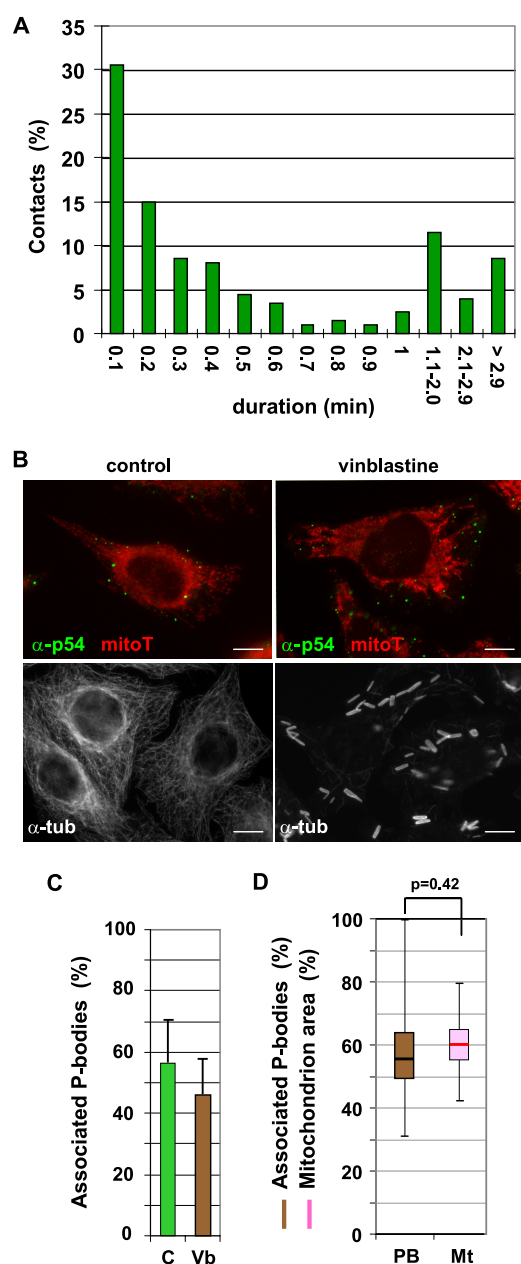 A
Contacts (%)
35
30
25
20
15
10
5
0
0.1
0.2
0.3
0.4
0.5
0.6
0.7
0.8
0.9
1
1.1-2.0
2.1-2.9
> 2.9
duration (min)
B
control
vinblastine
α-p54 mitoT
α-p54 mitoT
α-tub
α-tub
C
Associated P-bodies (%)
100
80
60
40
20
0
C Vb
D
p=0.42
Associated P-bodies (%)
Mitochondrion area (%)
100
80
60
40
20
0
PB Mt